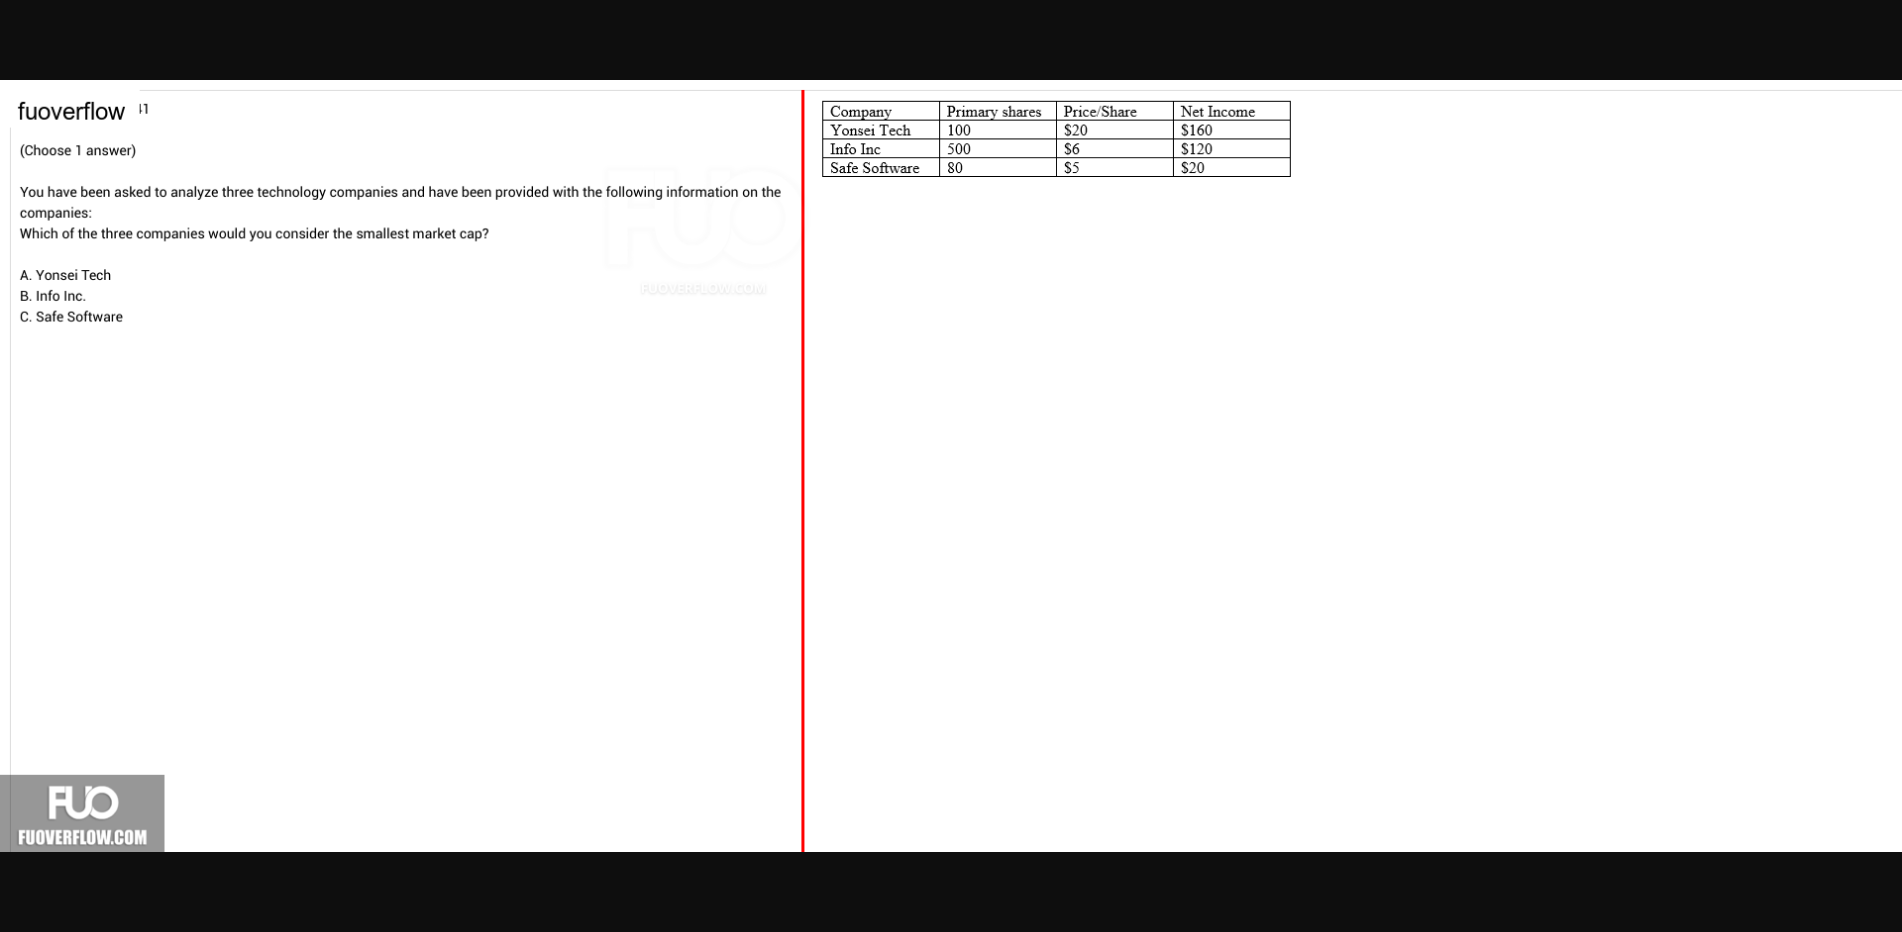 fuoverflow
(Choose 1 answer)
You have been asked to analyze three technology companies and have been provided with the following information on the
companies:
Which of the three companies would you consider the smallest market cap?
A. Yonsei Tech
B. Info Inc.
C. Safe Software
FUOVERFLOW.COM
Company Primary shares Price/Share Net Income
Yonsei Tech 100 $20 $160
Info Inc 500 $6 $120
Safe Software 80 $5 $20
FUO
FUOVERFLOW.COM